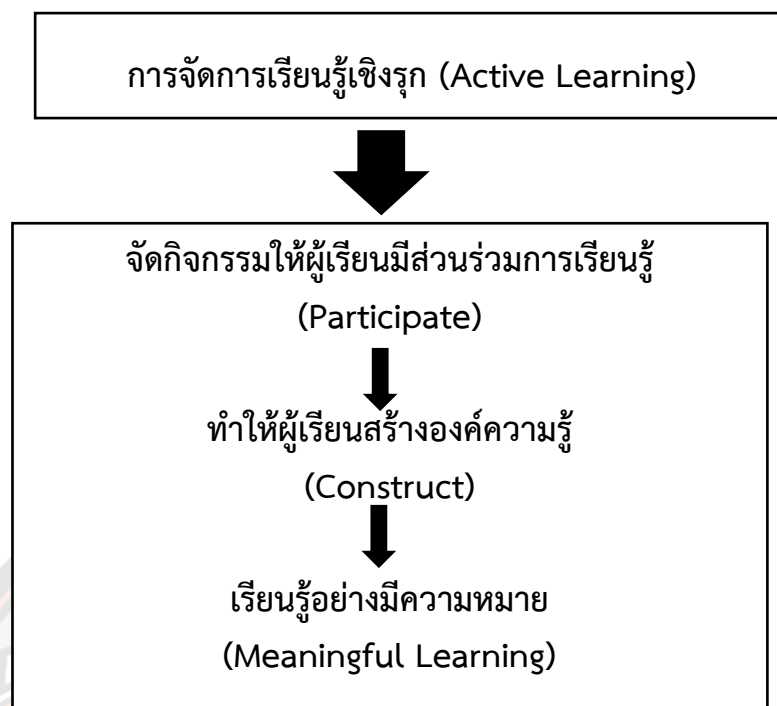 การจัดการเรียนรู้เชิงรุก (Active Learning)
จัดกิจกรรมให้ผู้เรียนมีส่วนร่วมการเรียนรู้
(Participate)
ทำให้ผู้เรียนสร้างองค์ความรู้
(Construct)
เรียนรู้อย่างมีความหมาย
(Meaningful Learning)